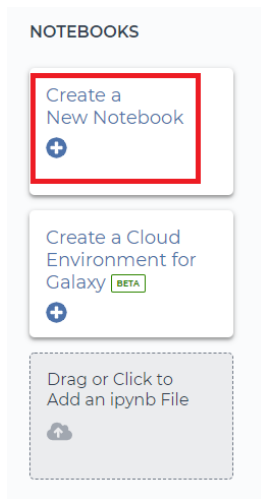 NOTEBOOKS
Create a
New Notebook
Create a Cloud
Environment for
Galaxy BETA
Drag or Click to
Add an ipynb File